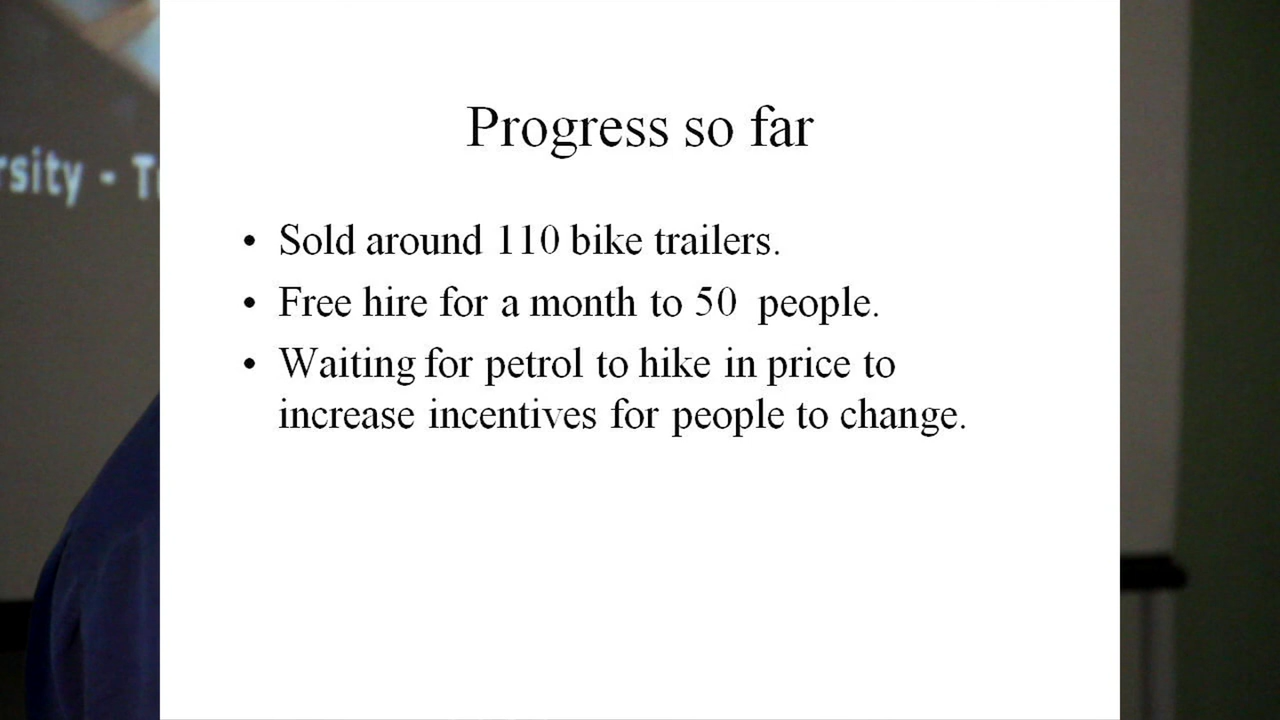 rsity - T
Progress so far
• Sold around 110 bike trailers.
• Free hire for a month to 50  people.
• Waiting for petrol to hike in price to
increase incentives for people to change.